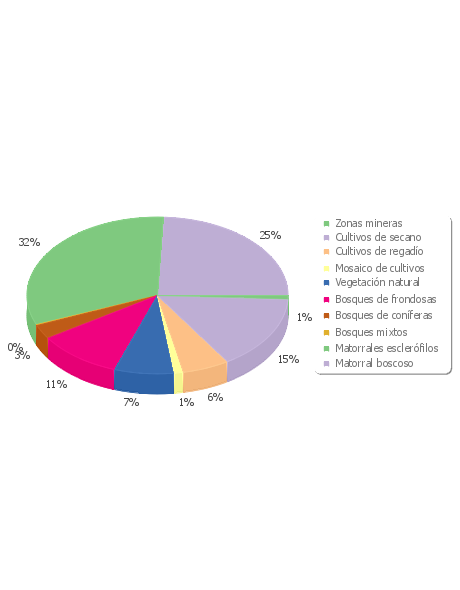 32%
25%
1%
15%
6%
1%
7%
11%
3%
0%
Zonas mineras
Cultivos de secano
Cultivos de regadío
Mosaico de cultivos
Vegetación natural
Bosques de frondosas
Bosques de coníferas
Bosques mixtos
Matorrales esclerófilos
Matorral boscoso